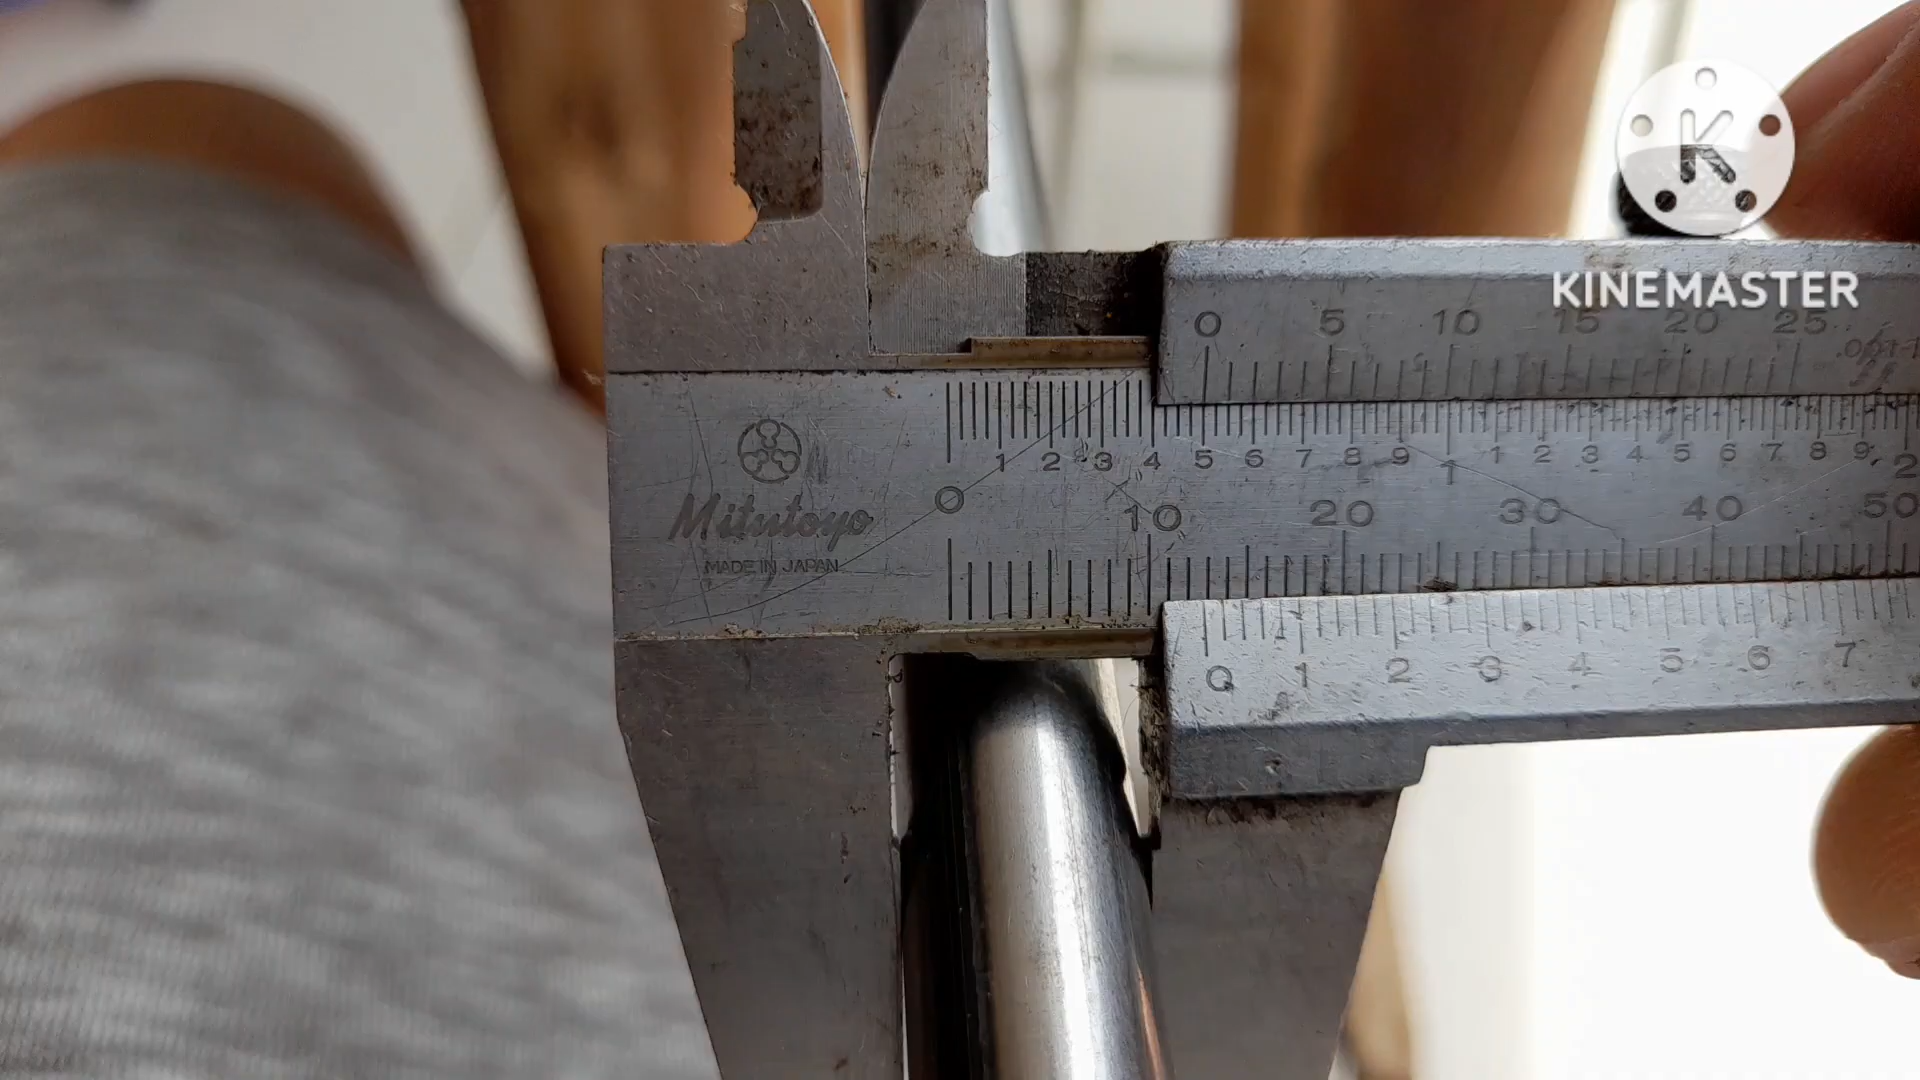 KINEMASTER
0 5 10 15 20 25
.001 in
1 2 3 4 5 6 7 8 9 1 1 2 3 4 5 6 7 8 9 2
0 10 20 30 40 50
Mitutoyo
MADE IN JAPAN
0 1 2 3 4 5 6 7